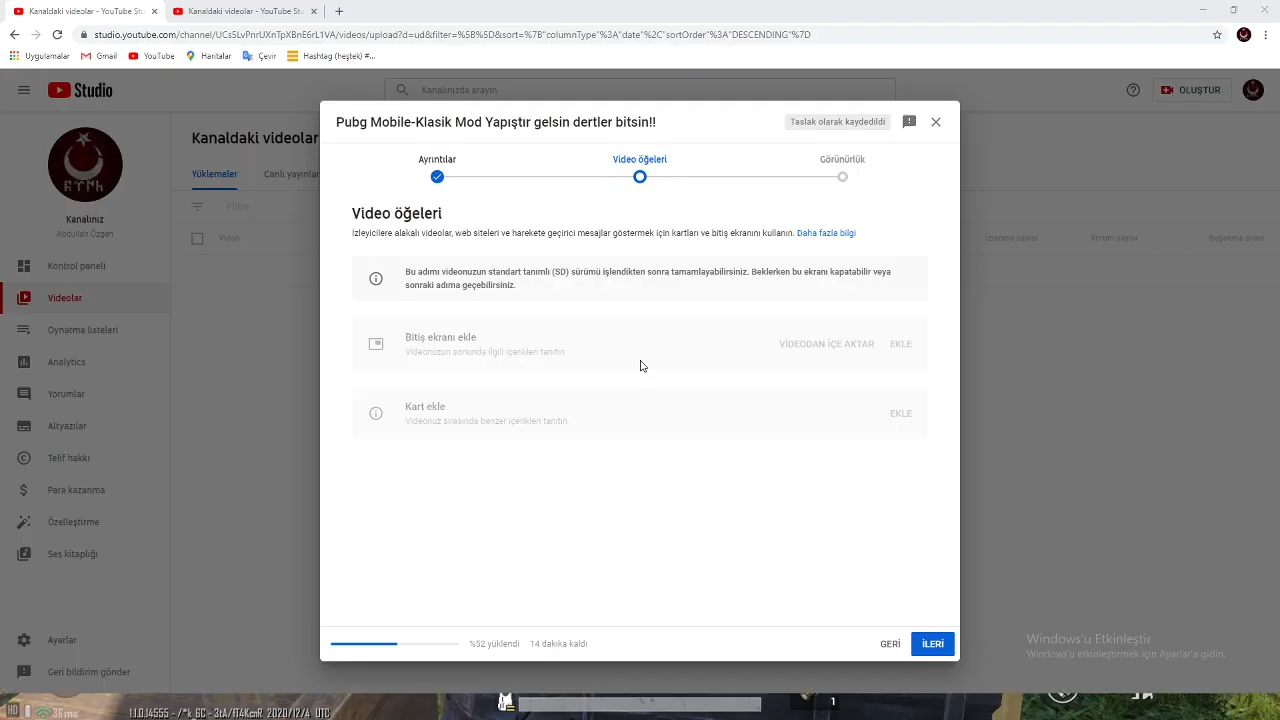 Kanaldaki videolar - YouTube Stu
Kanaldaki videolar - YouTube Stu
studio.youtube.com/channel/UCs5LvPnrUXnTpXBnE6rL1VA/videos/upload?d=ud&filter=%5B%5D&sort=%7B"columnType"%3A"date"%2C"sortOrder"%3A"DESCENDING"%7D
Uygulamalar
Gmail
YouTube
Haritalar
Çevir
Hashtag (heştek) #...
Studio
Kanalınızda arayın
OLUŞTUR
Kanaldaki videolar
Yüklemeler
Canlı yayınlar
Filtre
Video
İzlenme sayısı
Yorum sayısı
Beğenme oranı
Kanalınız
Abdullah Özgen
Kontrol paneli
Videolar
Oynatma listeleri
Analytics
Yorumlar
Altyazılar
Telif hakkı
Para kazanma
Özelleştirme
Ses kitaplığı
Ayarlar
Geri bildirim gönder
Pubg Mobile-Klasik Mod Yapıştır gelsin dertler bitsin!!
Taslak olarak kaydedildi
Ayrıntılar
Video öğeleri
Görünürlük
Video öğeleri
İzleyicilere alakalı videolar, web siteleri ve harekete geçirici mesajlar göstermek için kartları ve bitiş ekranını kullanın. Daha fazla bilgi
Bu adımı videonuzun standart tanımlı (SD) sürümü işlendikten sonra tamamlayabilirsiniz. Beklerken bu ekranı kapatabilir veya
sonraki adıma geçebilirsiniz.
Bitiş ekranı ekle
Videonuzun sonunda ilgili içerikleri tanıtın
VİDEODAN İÇE AKTAR
EKLE
Kart ekle
Videonuz sırasında benzer içerikleri tanıtın
EKLE
%52 yüklendi
14 dakika kaldı
GERİ
İLERİ
Windows'u Etkinleştir
Windows'u etkinleştirmek için Ayarlar'a gidin.
HD
36 ms
1